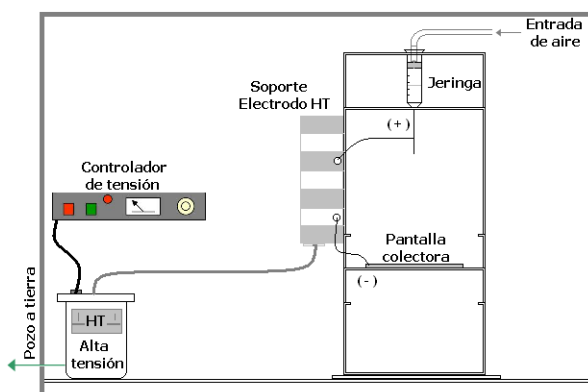 Entrada
de aire
Jeringa
Soporte
Electrodo HT
(+)
Controlador
de tensión
Pantalla
colectora
(-)
Pozo a tierra
HT
Alta
tensión